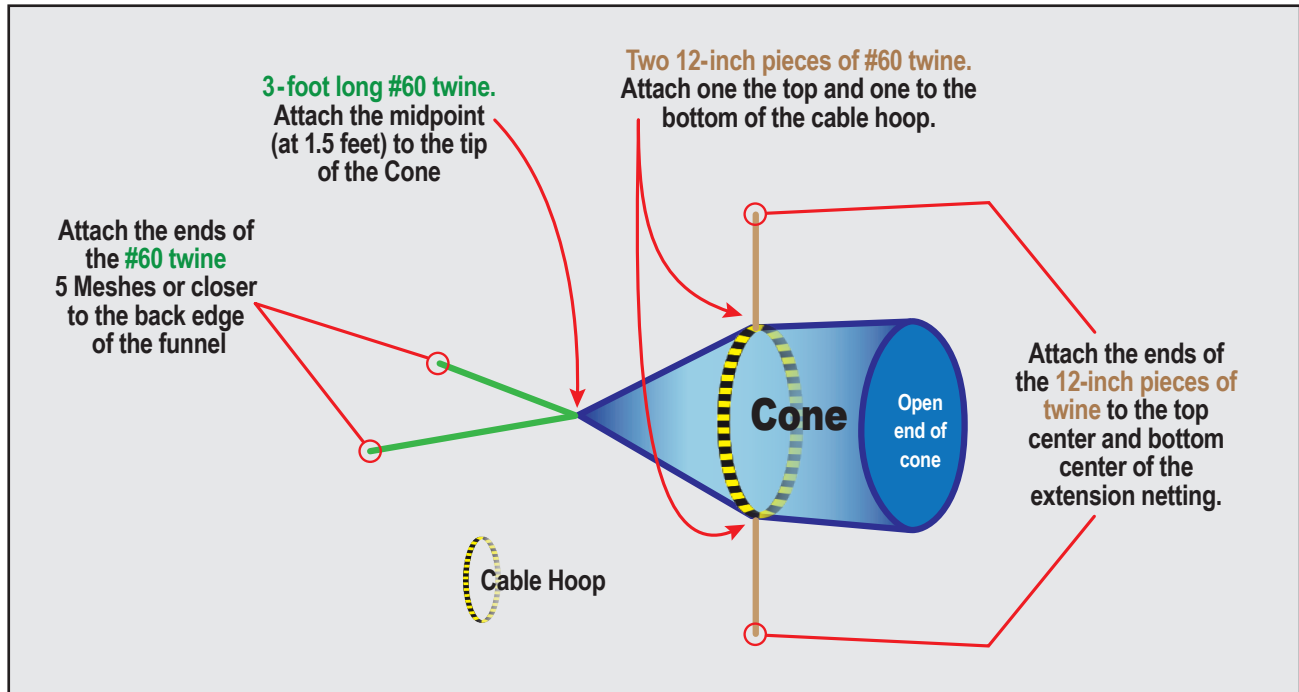 3-foot long #60 twine.
Attach the midpoint
(at 1.5 feet) to the tip
of the Cone
Two 12-inch pieces of #60 twine.
Attach one the top and one to the
bottom of the cable hoop.
Attach the ends of
the #60 twine
5 Meshes or closer
to the back edge
of the funnel
Cone
Open
end of
cone
Attach the ends of
the 12-inch pieces of
twine to the top
center and bottom
center of the
extension netting.
Cable Hoop